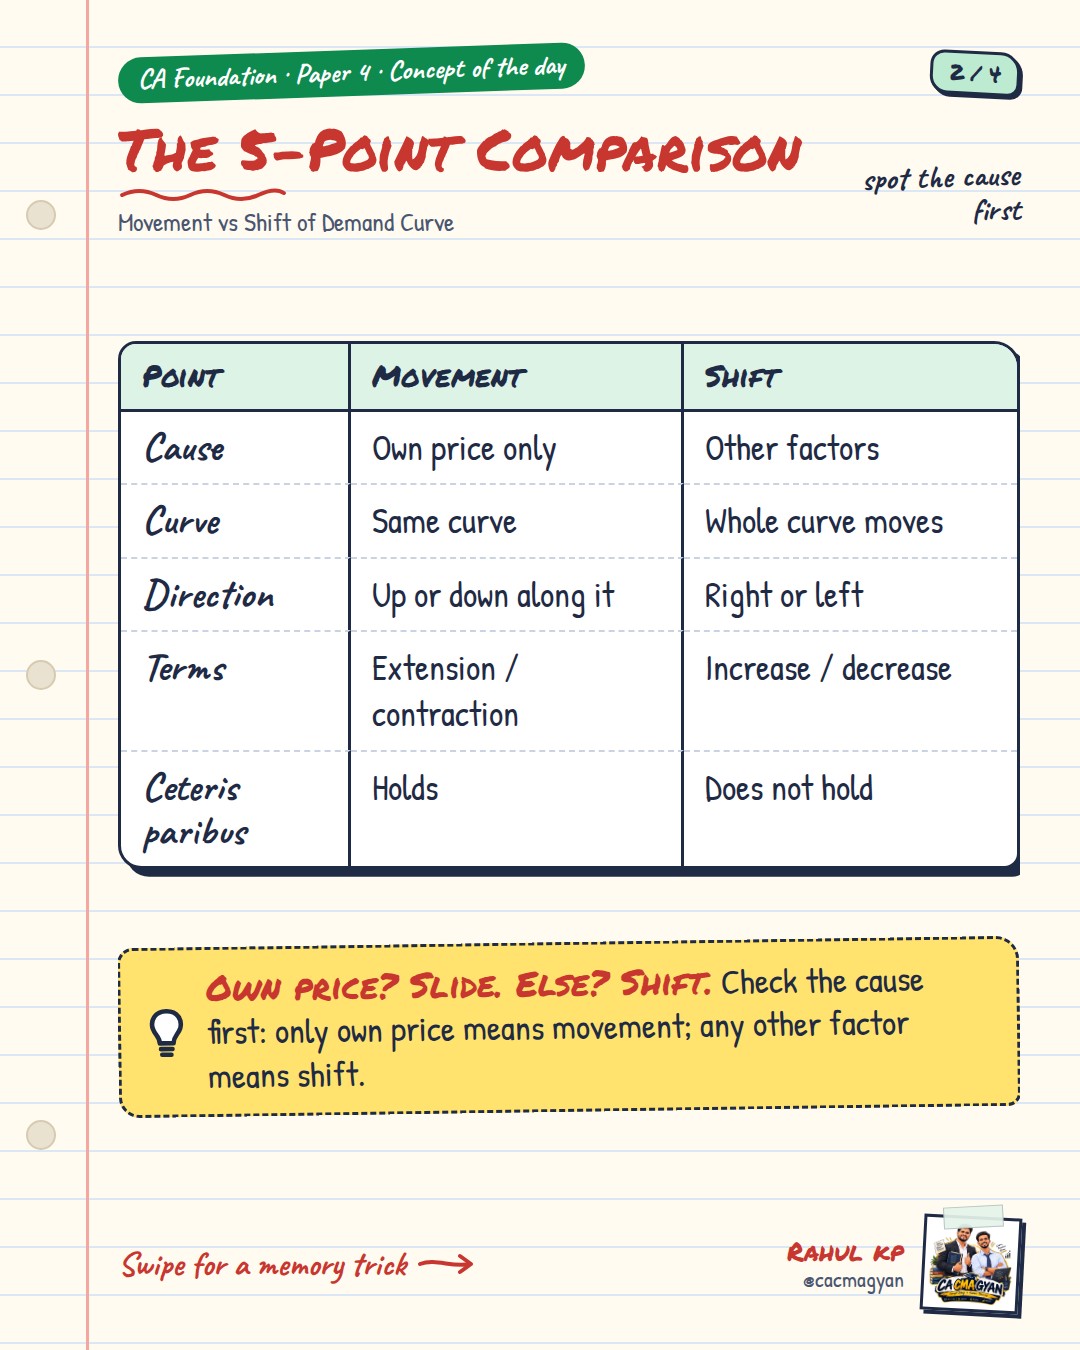 CA Foundation · Paper 4 · Concept of the day
2 / 4
The 5-Point Comparison
spot the cause
first
Movement vs Shift of Demand Curve
Point Movement Shift
Cause Own price only Other factors
Curve Same curve Whole curve moves
Direction Up or down along it Right or left
Terms Extension / Increase / decrease
contraction
Ceteris Holds Does not hold
paribus
Own price? Slide. Else? Shift. Check the cause
first: only own price means movement; any other factor
means shift.
Swipe for a memory trick
Rahul KP
@cacmagyan
CA CMA GYAN